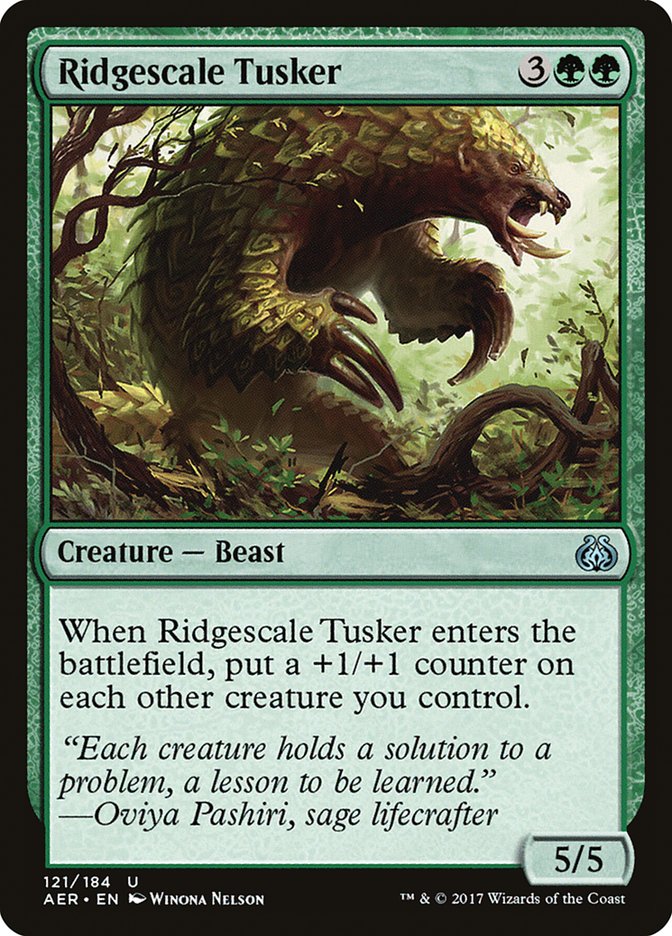 Ridgescale Tusker 3
Creature — Beast
When Ridgescale Tusker enters the
battlefield, put a +1/+1 counter on
each other creature you control.
“Each creature holds a solution to a
problem, a lesson to be learned.”
—Oviya Pashiri, sage lifecrafter
5/5
121/184 U
AER • EN Winona Nelson
™ & © 2017 Wizards of the Coast